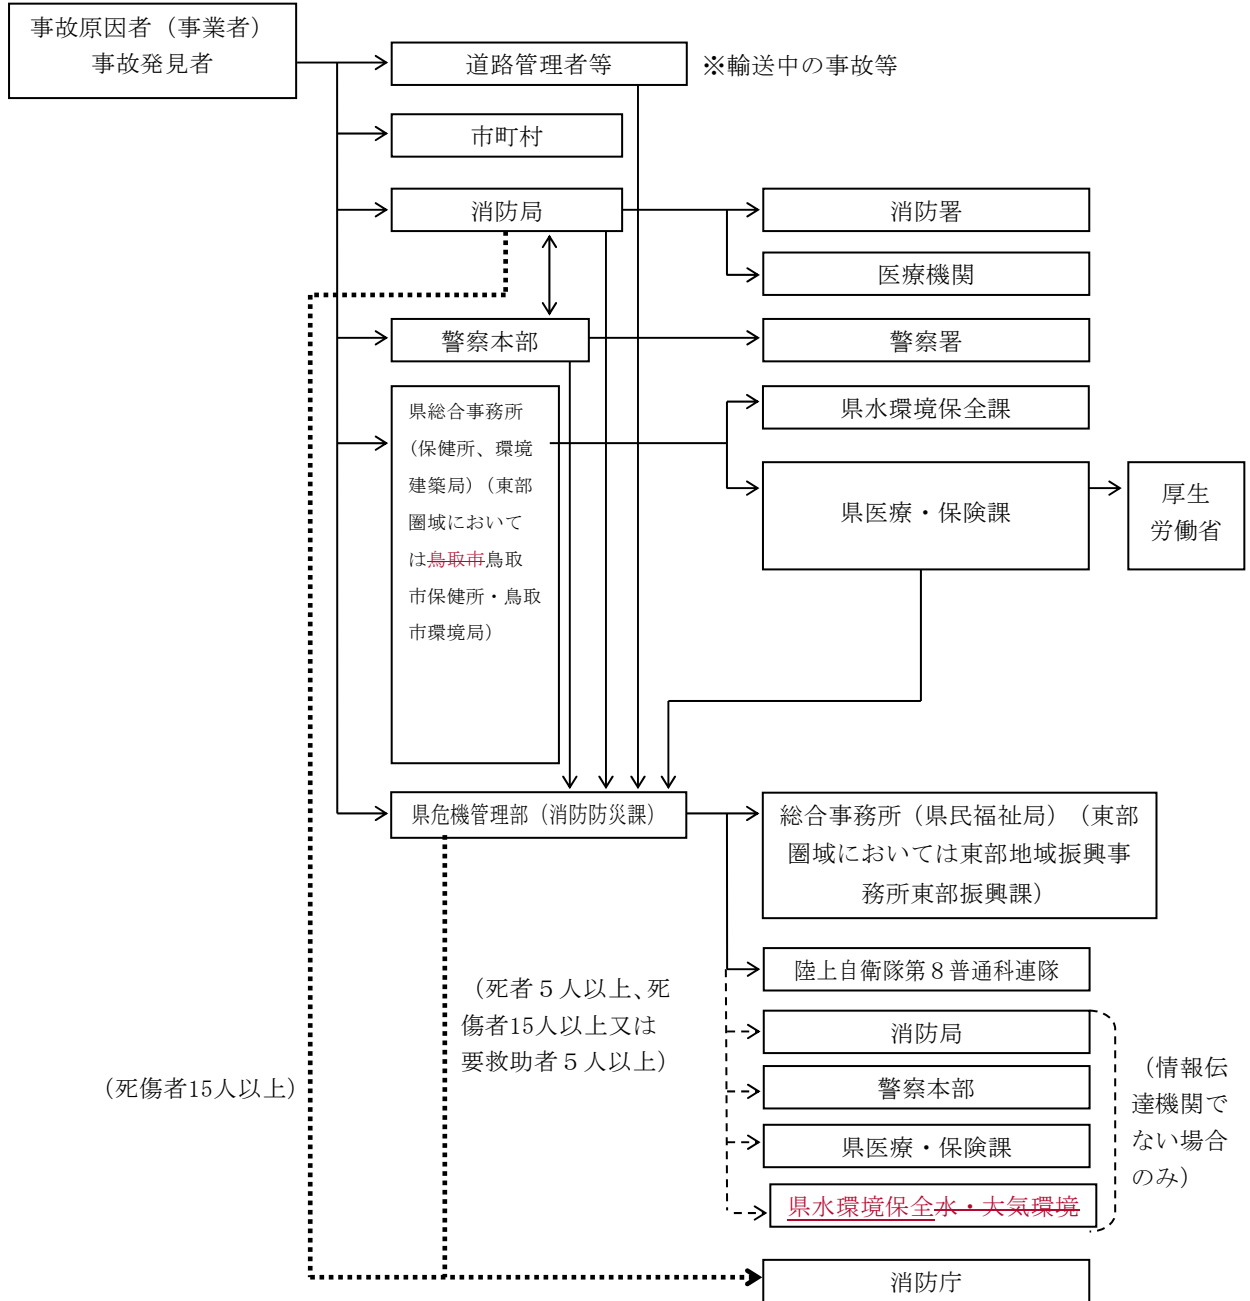 事故原因者（事業者）
事故発見者
道路管理者等
※輸送中の事故等
市町村
消防局
消防署
医療機関
警察本部
警察署
県総合事務所
（保健所、環境
建築局）（東部
圏域において
は鳥取市鳥取
市保健所・鳥取
市環境局）
県水環境保全課
県医療・保険課
厚生
労働省
県危機管理部（消防防災課）
総合事務所（県民福祉局）（東部
圏域においては東部地域振興事
務所東部振興課）
陸上自衛隊第８普通科連隊
（死者５人以上、死
傷者15人以上又は
要救助者５人以上）
消防局
警察本部
県医療・保険課
県水環境保全水・大気環境
（情報伝
達機関で
ない場合
のみ）
（死傷者15人以上）
消防庁